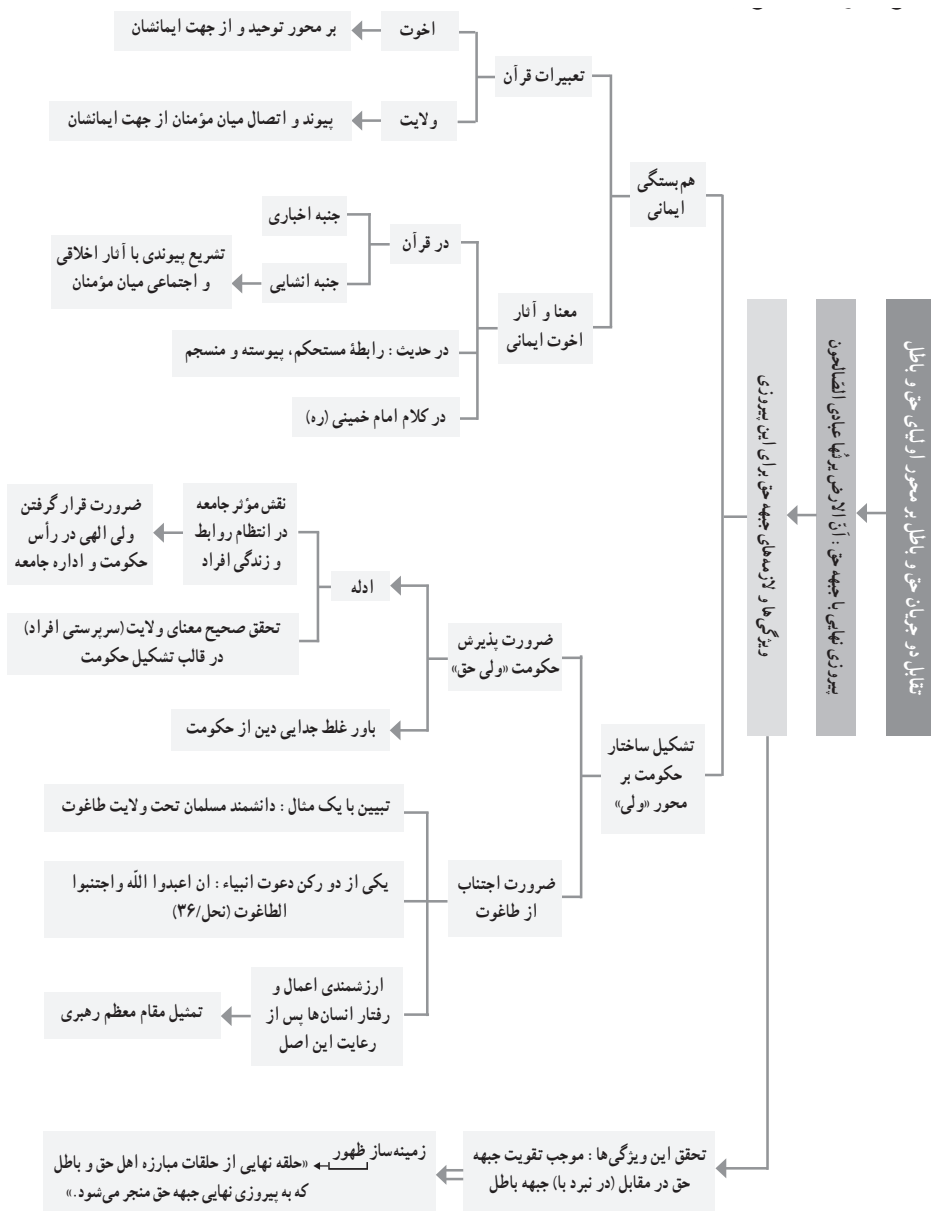 تقابل دو جریان حق و باطل بر محور اولیای حق و باطل
پیروزی نهایی با جبهه حق : اَنّ الارض یرثُها عبادی الصّالحون
ویژگی‌ها و لازمه‌های جبهه حق برای این پیروزی
هم‌بستگی
ایمانی
تعبیرات قرآن
اخوت
بر محور توحید و از جهت ایمانشان
ولایت
پیوند و اتصال میان مؤمنان از جهت ایمانشان
معنا و آثار
اخوت ایمانی
در قرآن
جنبه اخباری
جنبه انشایی
تشریع پیوندی با آثار اخلاقی
و اجتماعی میان مؤمنان
در حدیث : رابطهٔ مستحکم، پیوسته و منسجم
در کلام امام خمینی (ره)
تشکیل ساختار
حکومت بر
محور «ولی»
ضرورت پذیرش
حکومت «ولی حق»
ادله
نقش مؤثر جامعه
در انتظام روابط
و زندگی افراد
ضرورت قرار گرفتن
ولی الهی در رأس
حکومت و اداره جامعه
تحقق صحیح معنای ولایت(سرپرستی افراد)
در قالب تشکیل حکومت
باور غلط جدایی دین از حکومت
ضرورت اجتناب
از طاغوت
تبیین با یک مثال : دانشمند مسلمان تحت ولایت طاغوت
یکی از دو رکن دعوت انبیاء : ان اعبدوا اللّه واجتنبوا
الطاغوت (نحل/۳۶)
ارزشمندی اعمال و
رفتار انسان‌ها پس از
رعایت این اصل
تمثیل مقام معظم رهبری
تحقق این ویژگی‌ها : موجب تقویت جبهه
حق در مقابل (در نبرد با) جبهه باطل
زمینه‌ساز ظهور
«حلقه نهایی از حلقات مبارزه اهل حق و باطل
که به پیروزی نهایی جبهه حق منجر می‌شود.»